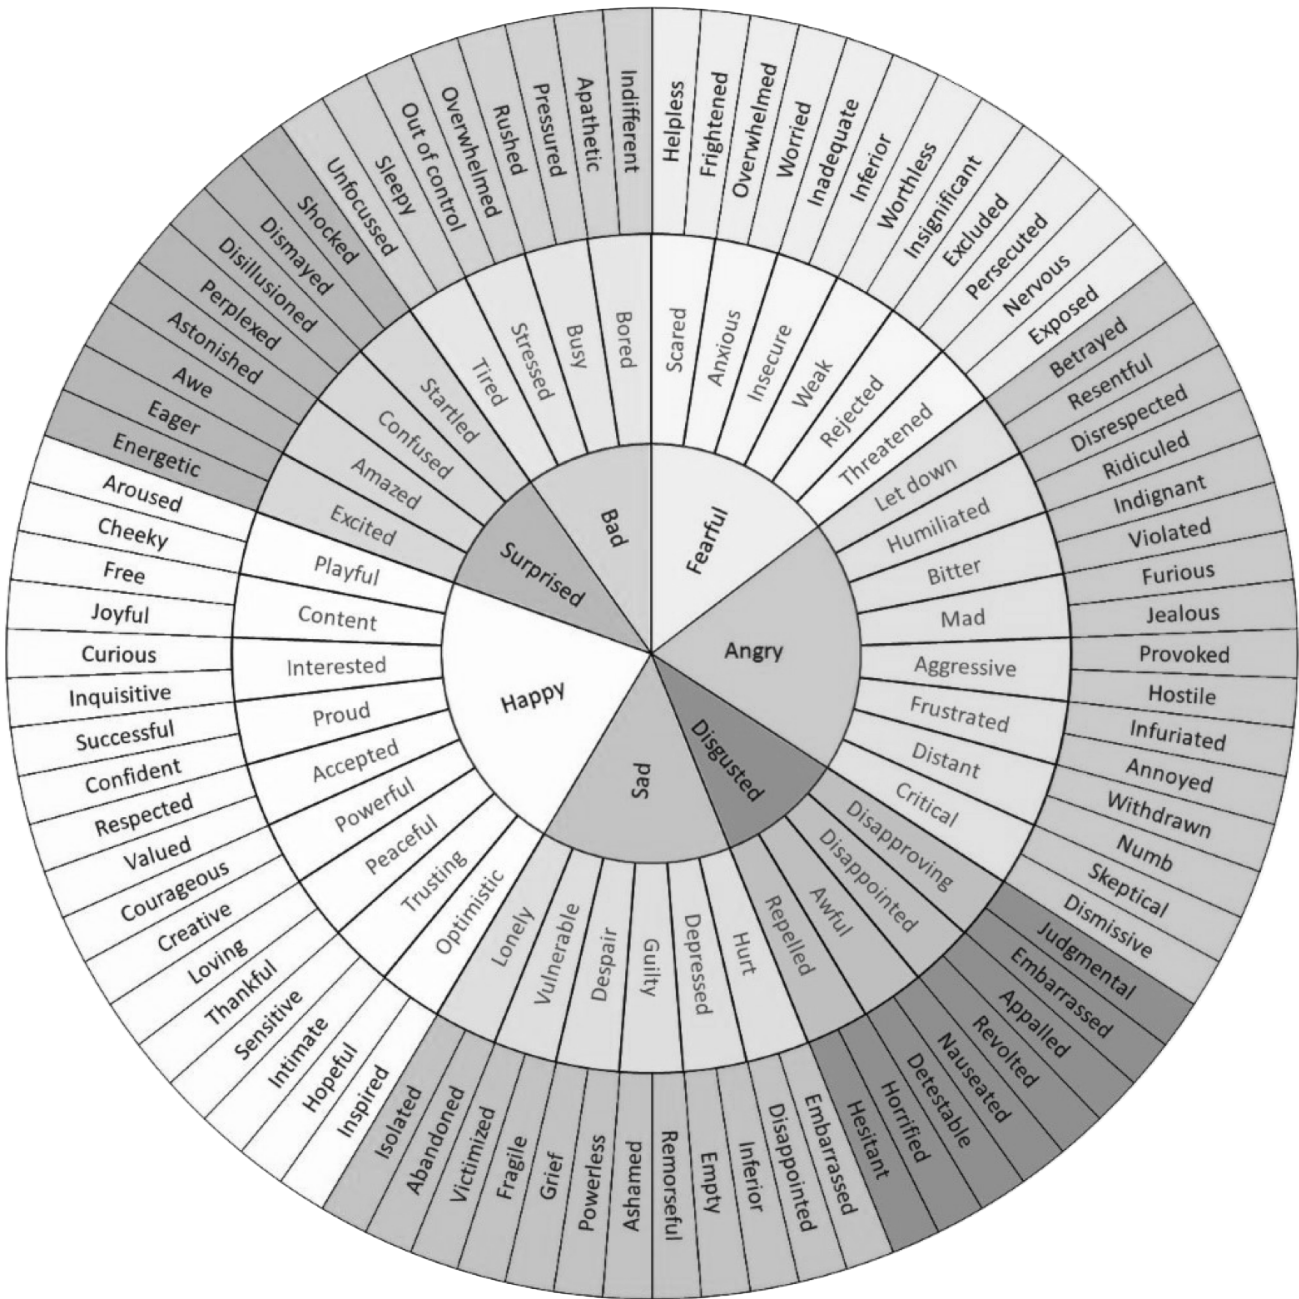 Helpless
Frightened
Overwhelmed
Worried
Inadequate
Inferior
Worthless
Insignificant
Excluded
Persecuted
Nervous
Exposed
Betrayed
Resentful
Disrespected
Ridiculed
Indignant
Violated
Furious
Jealous
Provoked
Hostile
Infuriated
Annoyed
Withdrawn
Numb
Skeptical
Dismissive
Judgmental
Embarrassed
Appalled
Revolted
Nauseated
Detestable
Horrified
Hesitant
Embarrassed
Disappointed
Inferior
Empty
Remorseful
Ashamed
Powerless
Grief
Fragile
Victimized
Abandoned
Isolated
Inspired
Hopeful
Intimate
Sensitive
Thankful
Loving
Creative
Courageous
Valued
Respected
Confident
Successful
Inquisitive
Curious
Joyful
Free
Cheeky
Aroused
Energetic
Eager
Awe
Astonished
Perplexed
Disillusioned
Dismayed
Shocked
Unfocussed
Sleepy
Out of control
Overwhelmed
Rushed
Pressured
Apathetic
Indifferent
Scared
Anxious
Insecure
Weak
Rejected
Threatened
Let down
Humiliated
Bitter
Mad
Aggressive
Frustrated
Distant
Critical
Disapproving
Disappointed
Awful
Repelled
Hurt
Depressed
Guilty
Despair
Vulnerable
Lonely
Optimistic
Trusting
Peaceful
Powerful
Accepted
Proud
Interested
Content
Playful
Excited
Amazed
Confused
Startled
Tired
Stressed
Busy
Bored
Fearful
Angry
Disgusted
Sad
Happy
Surprised
Bad